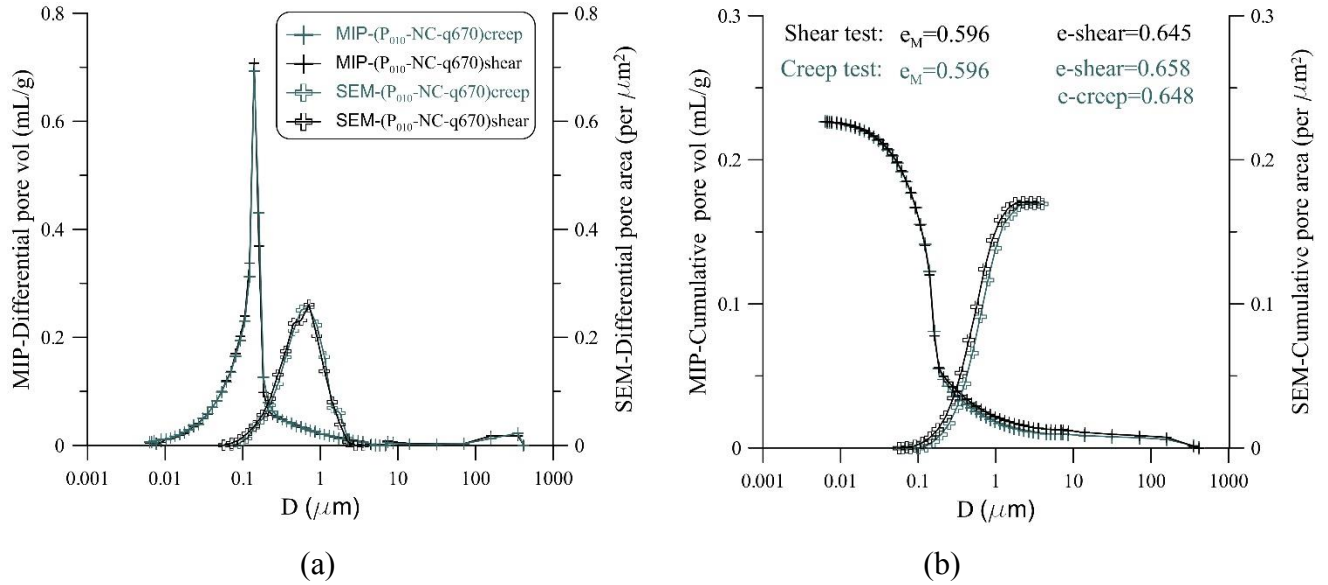 MIP-Differential pore vol (mL/g)
0.8
0.6
0.4
0.2
0
MIP-(P010-NC-q670)creep
MIP-(P010-NC-q670)shear
SEM-(P010-NC-q670)creep
SEM-(P010-NC-q670)shear
0.8
0.6
0.4
0.2
0
SEM-Differential pore area (per μm²)
0.001 0.01 0.1 1 10 100 1000
D (μm)
(a)
MIP-Cumulative pore vol (mL/g)
0.3
0.2
0.1
0
Shear test: eM=0.596 e-shear=0.645
Creep test: eM=0.596 e-shear=0.658
e-creep=0.648
0.3
0.2
0.1
0
SEM-Cumulative pore area (per μm²)
0.001 0.01 0.1 1 10 100 1000
D (μm)
(b)